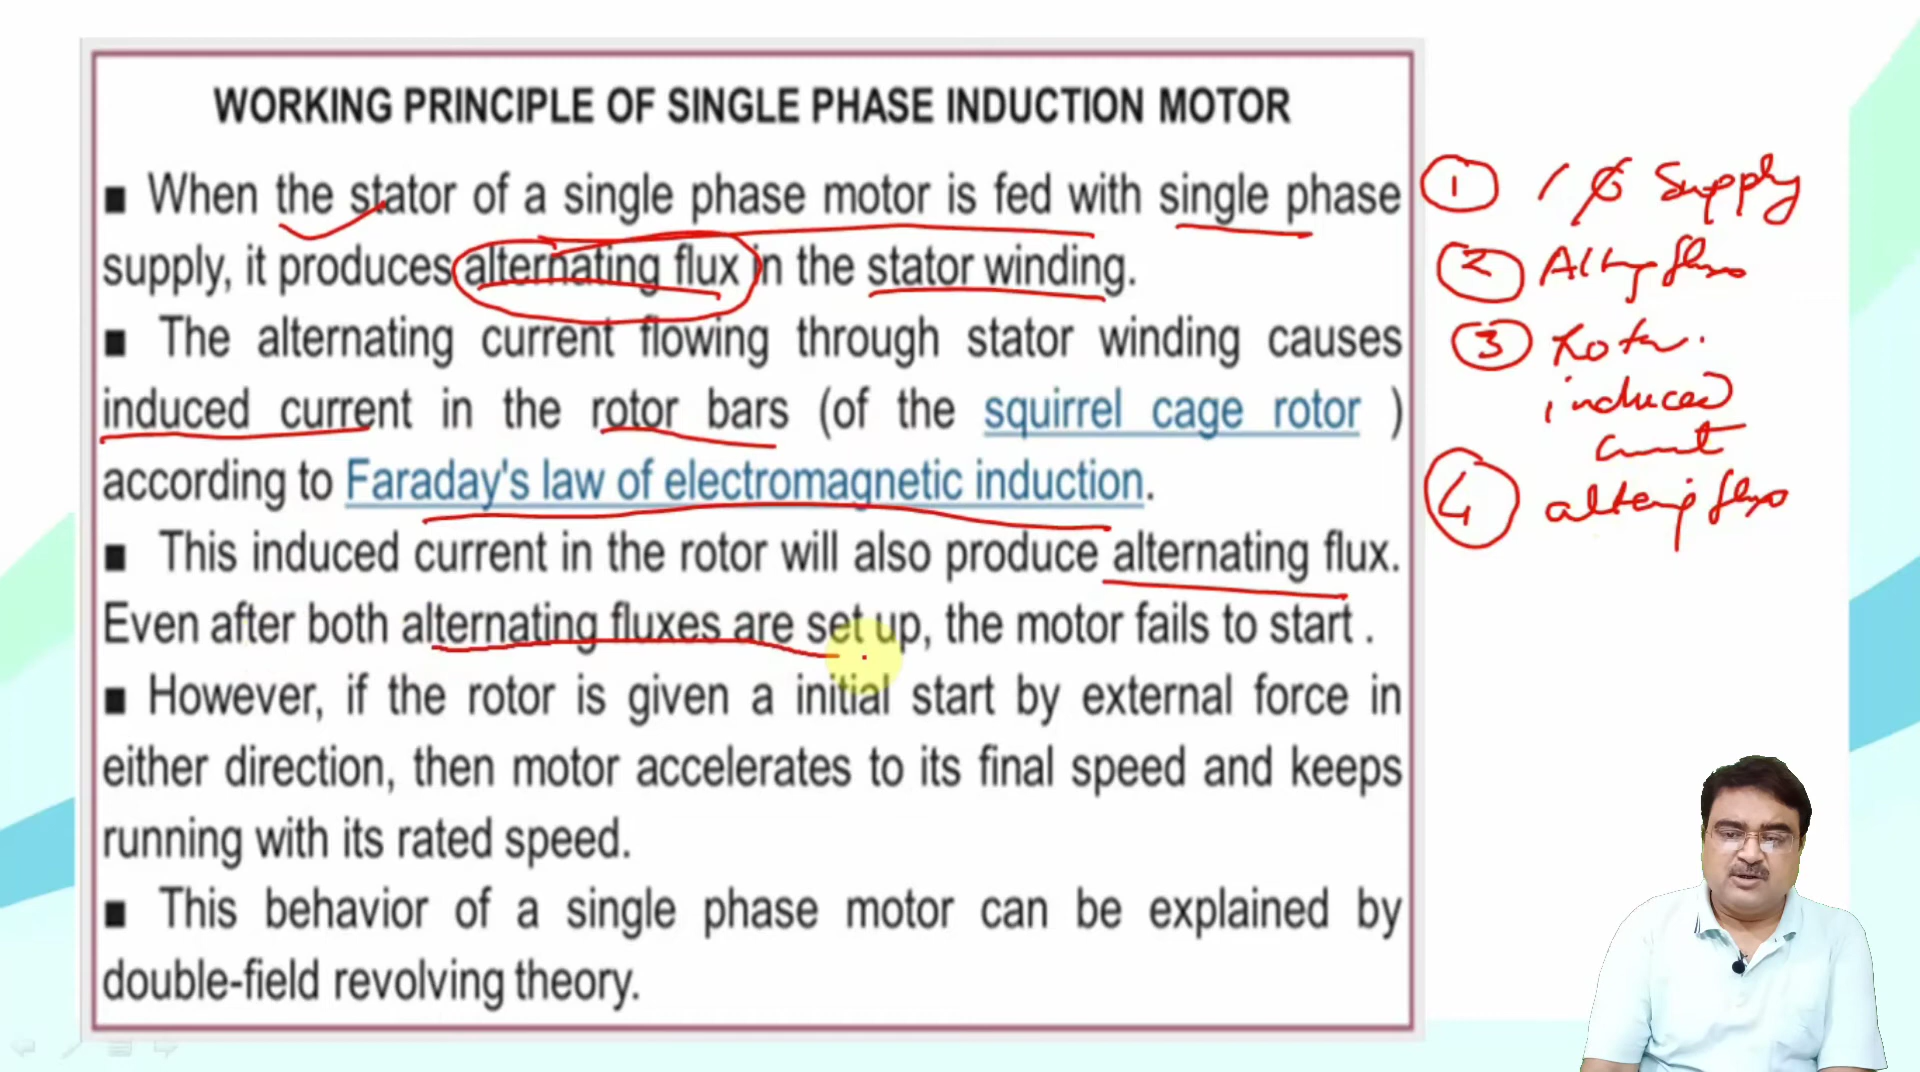 WORKING PRINCIPLE OF SINGLE PHASE INDUCTION MOTOR
■ When the stator of a single phase motor is fed with single phase
supply, it produces alternating flux in the stator winding.
■ The alternating current flowing through stator winding causes
induced current in the rotor bars (of the squirrel cage rotor )
according to Faraday's law of electromagnetic induction.
■ This induced current in the rotor will also produce alternating flux.
Even after both alternating fluxes are set up, the motor fails to start .
■ However, if the rotor is given a initial start by external force in
either direction, then motor accelerates to its final speed and keeps
running with its rated speed.
■ This behavior of a single phase motor can be explained by
double-field revolving theory.
1 1 φ Supply
2 flux
3 Rotor.
induced
4 flux